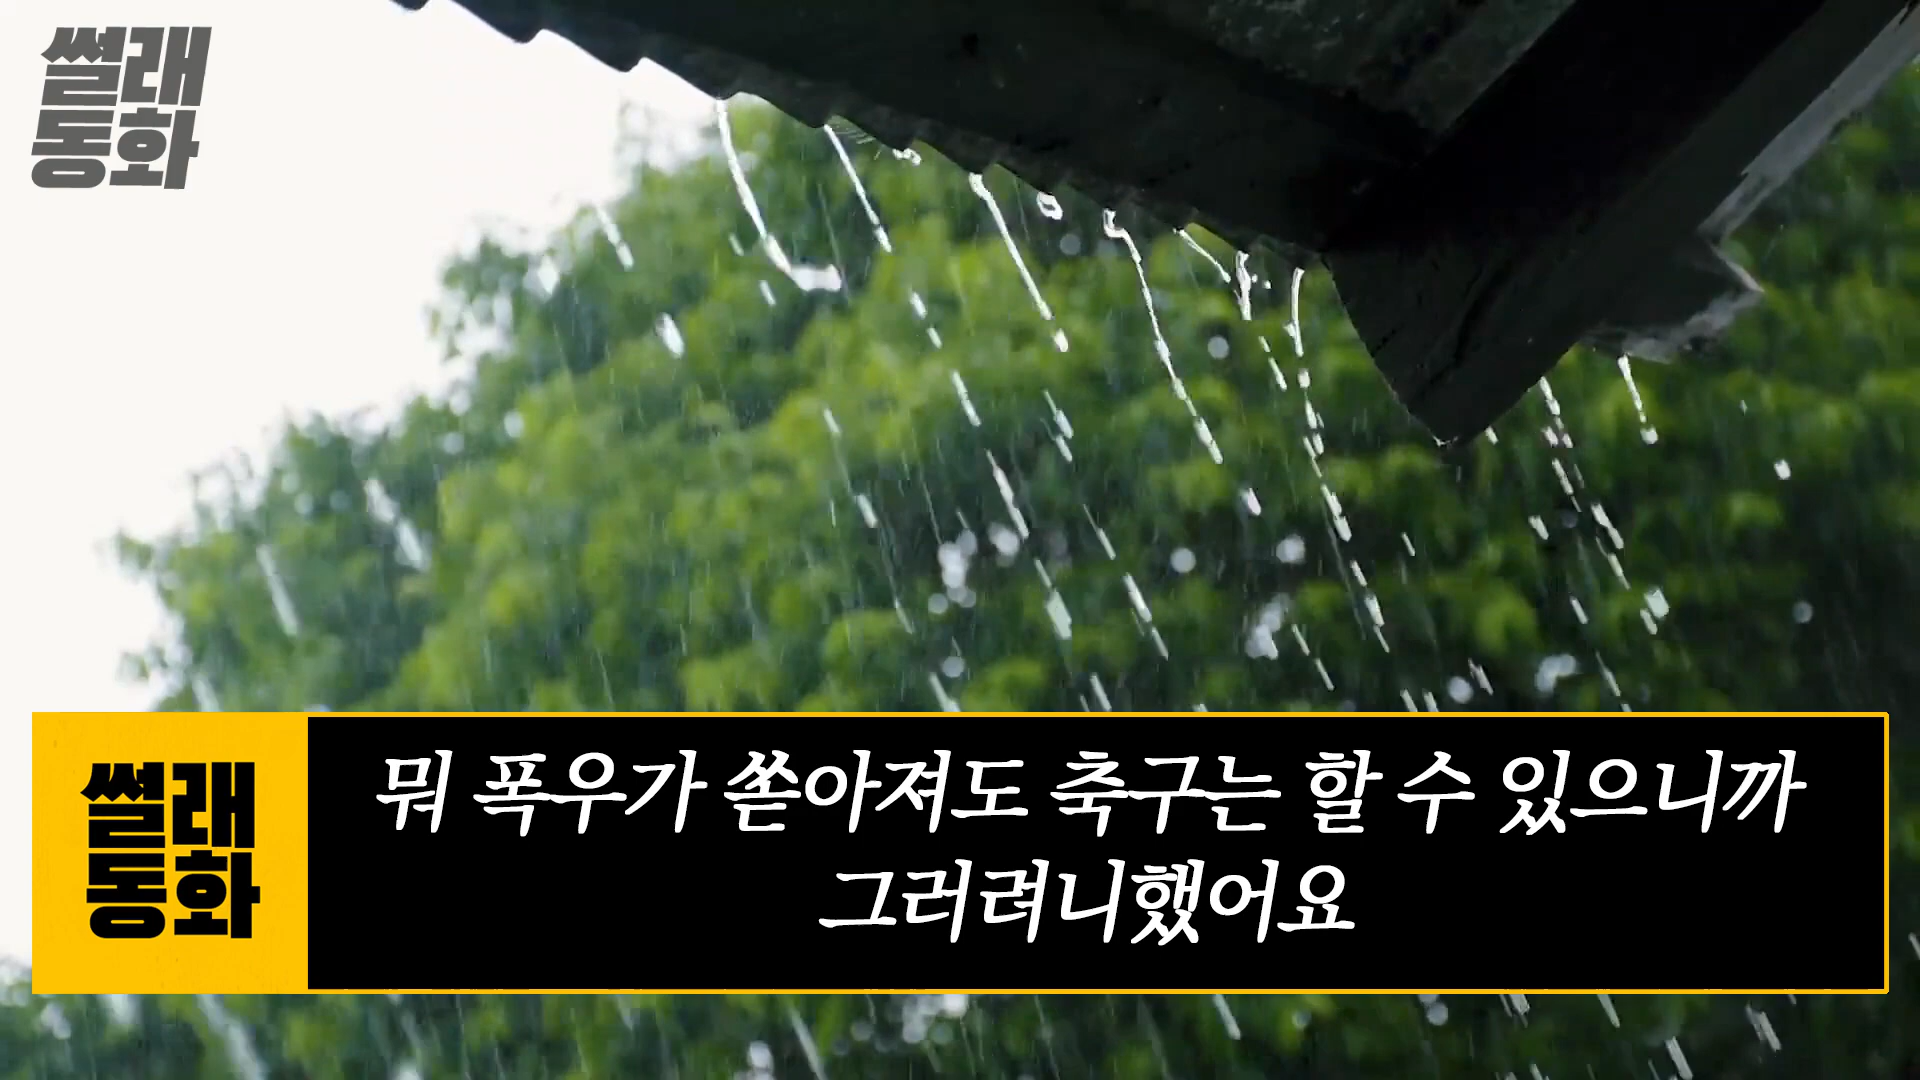 썰래
동화
썰래
동화
뭐 폭우가 쏟아져도 축구는 할 수 있으니까
그러려니했어요